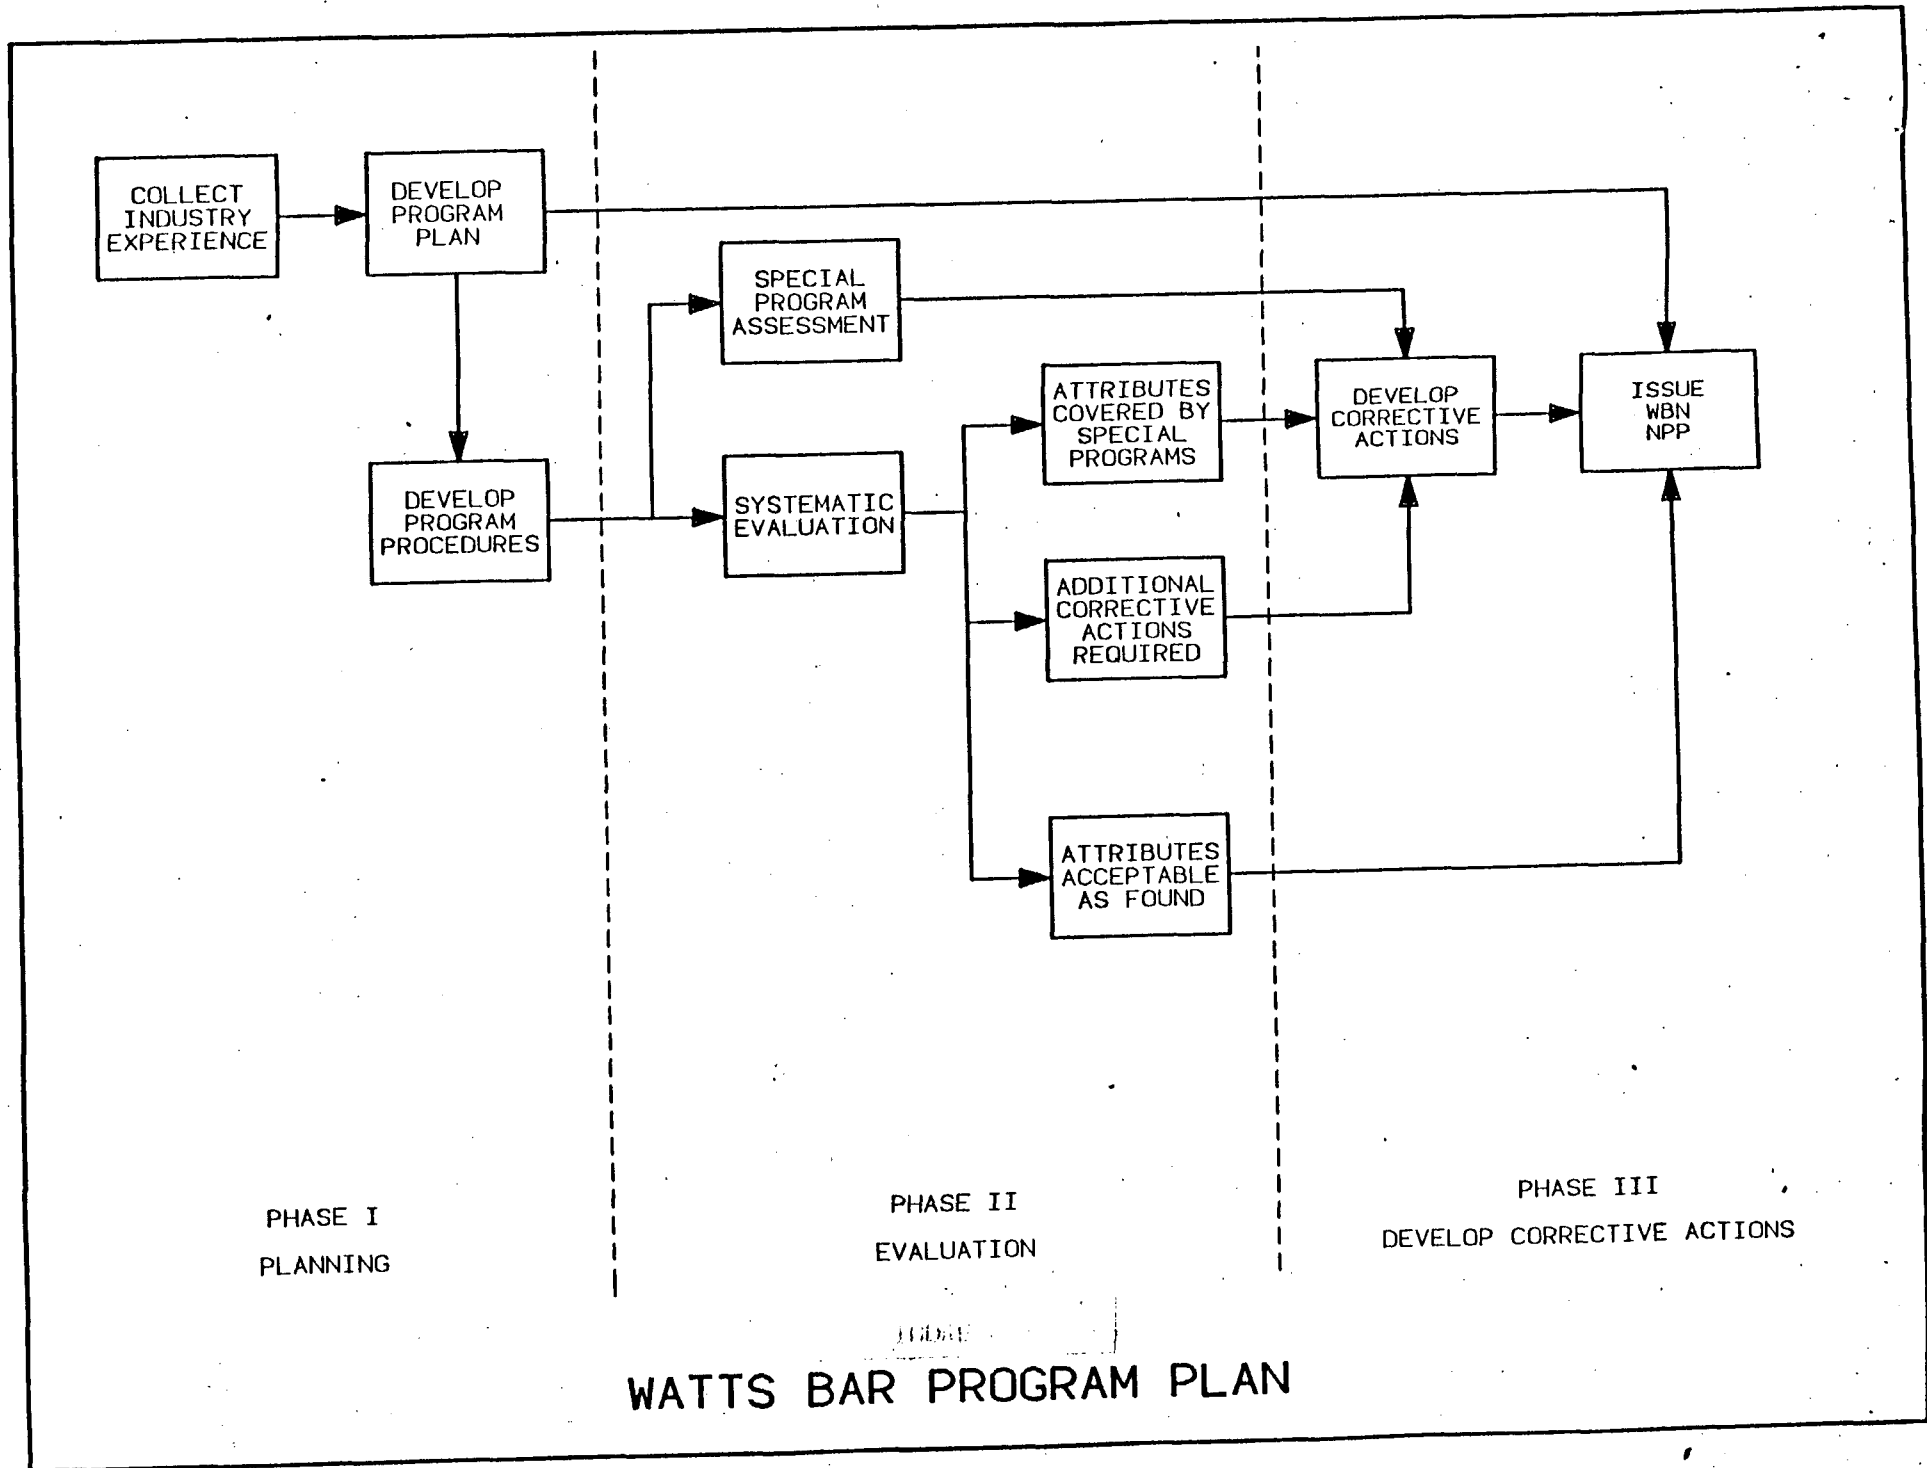 COLLECT
INDUSTRY
EXPERIENCE
DEVELOP
PROGRAM
PLAN
DEVELOP
PROGRAM
PROCEDURES
SPECIAL
PROGRAM
ASSESSMENT
SYSTEMATIC
EVALUATION
ATTRIBUTES
COVERED BY
SPECIAL
PROGRAMS
ADDITIONAL
CORRECTIVE
ACTIONS
REQUIRED
ATTRIBUTES
ACCEPTABLE
AS FOUND
DEVELOP
CORRECTIVE
ACTIONS
ISSUE
WBN
NPP
PHASE I
PLANNING
PHASE II
EVALUATION
PHASE III
DEVELOP CORRECTIVE ACTIONS
WATTS BAR PROGRAM PLAN